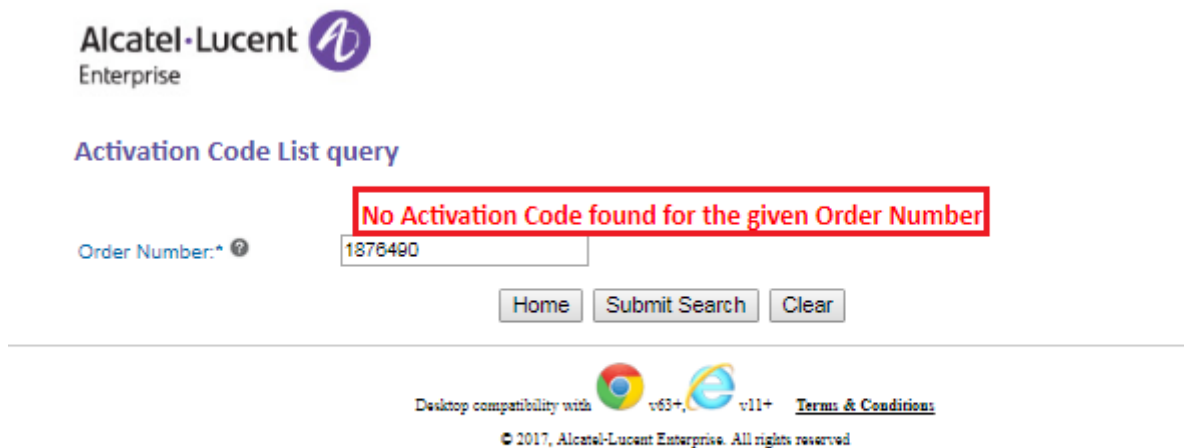 Alcatel·Lucent
Enterprise
Activation Code List query
No Activation Code found for the given Order Number
Order Number:* ?
1876490
Home Submit Search Clear
Desktop compatibility with v63+, v11+ Terms & Conditions
© 2017, Alcatel-Lucent Enterprise. All rights reserved